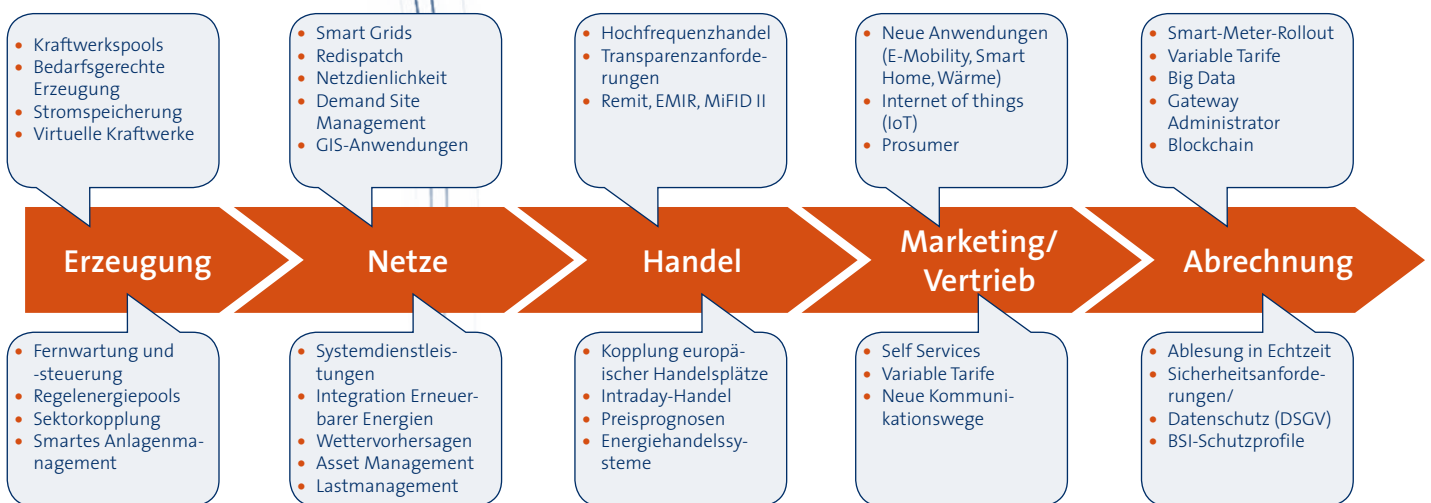 • Kraftwerkspools
• Bedarfsgerechte
Erzeugung
• Stromspeicherung
• Virtuelle Kraftwerke
• Smart Grids
• Redispatch
• Netzdienlichkeit
• Demand Site
Management
• GIS-Anwendungen
• Hochfrequenzhandel
• Transparenzanforde-
rungen
• Remit, EMIR, MiFID II
• Neue Anwendungen
(E-Mobility, Smart
Home, Wärme)
• Internet of things
(IoT)
• Prosumer
• Smart-Meter-Rollout
• Variable Tarife
• Big Data
• Gateway
Administrator
• Blockchain
Erzeugung
Netze
Handel
Marketing/
Vertrieb
Abrechnung
• Fernwartung und
-steuerung
• Regelenergiepools
• Sektorkopplung
• Smartes Anlagenma-
nagement
• Systemdienstleis-
tungen
• Integration Erneuer-
barer Energien
• Wettervorhersagen
• Asset Management
• Lastmanagement
• Kopplung europä-
ischer Handelsplätze
• Intraday-Handel
• Preisprognosen
• Energiehandelssy-
steme
• Self Services
• Variable Tarife
• Neue Kommuni-
kationswege
• Ablesung in Echtzeit
• Sicherheitsanforde-
rungen/
• Datenschutz (DSGV)
• BSI-Schutzprofile